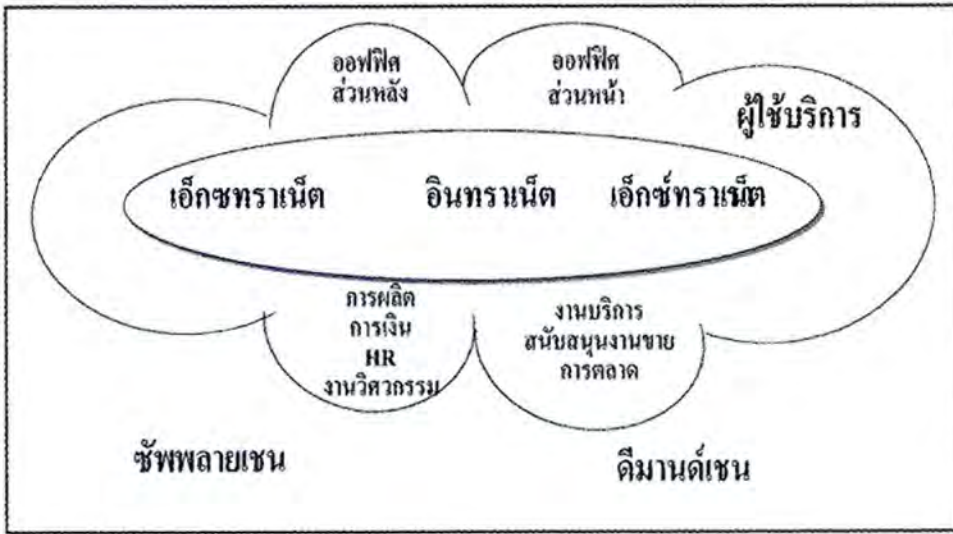 ออฟฟิศ
ส่วนหลัง
ออฟฟิศ
ส่วนหน้า
ผู้ใช้บริการ
เอ็กซทราเน็ต
อินทราเน็ต
เอ็กซ์ทราเน็ต
การผลิต
การเงิน
HR
งานวิศวกรรม
งานบริการ
สนับสนุนงานขาย
การตลาด
ซัพพลายเชน
ดีมานด์เชน